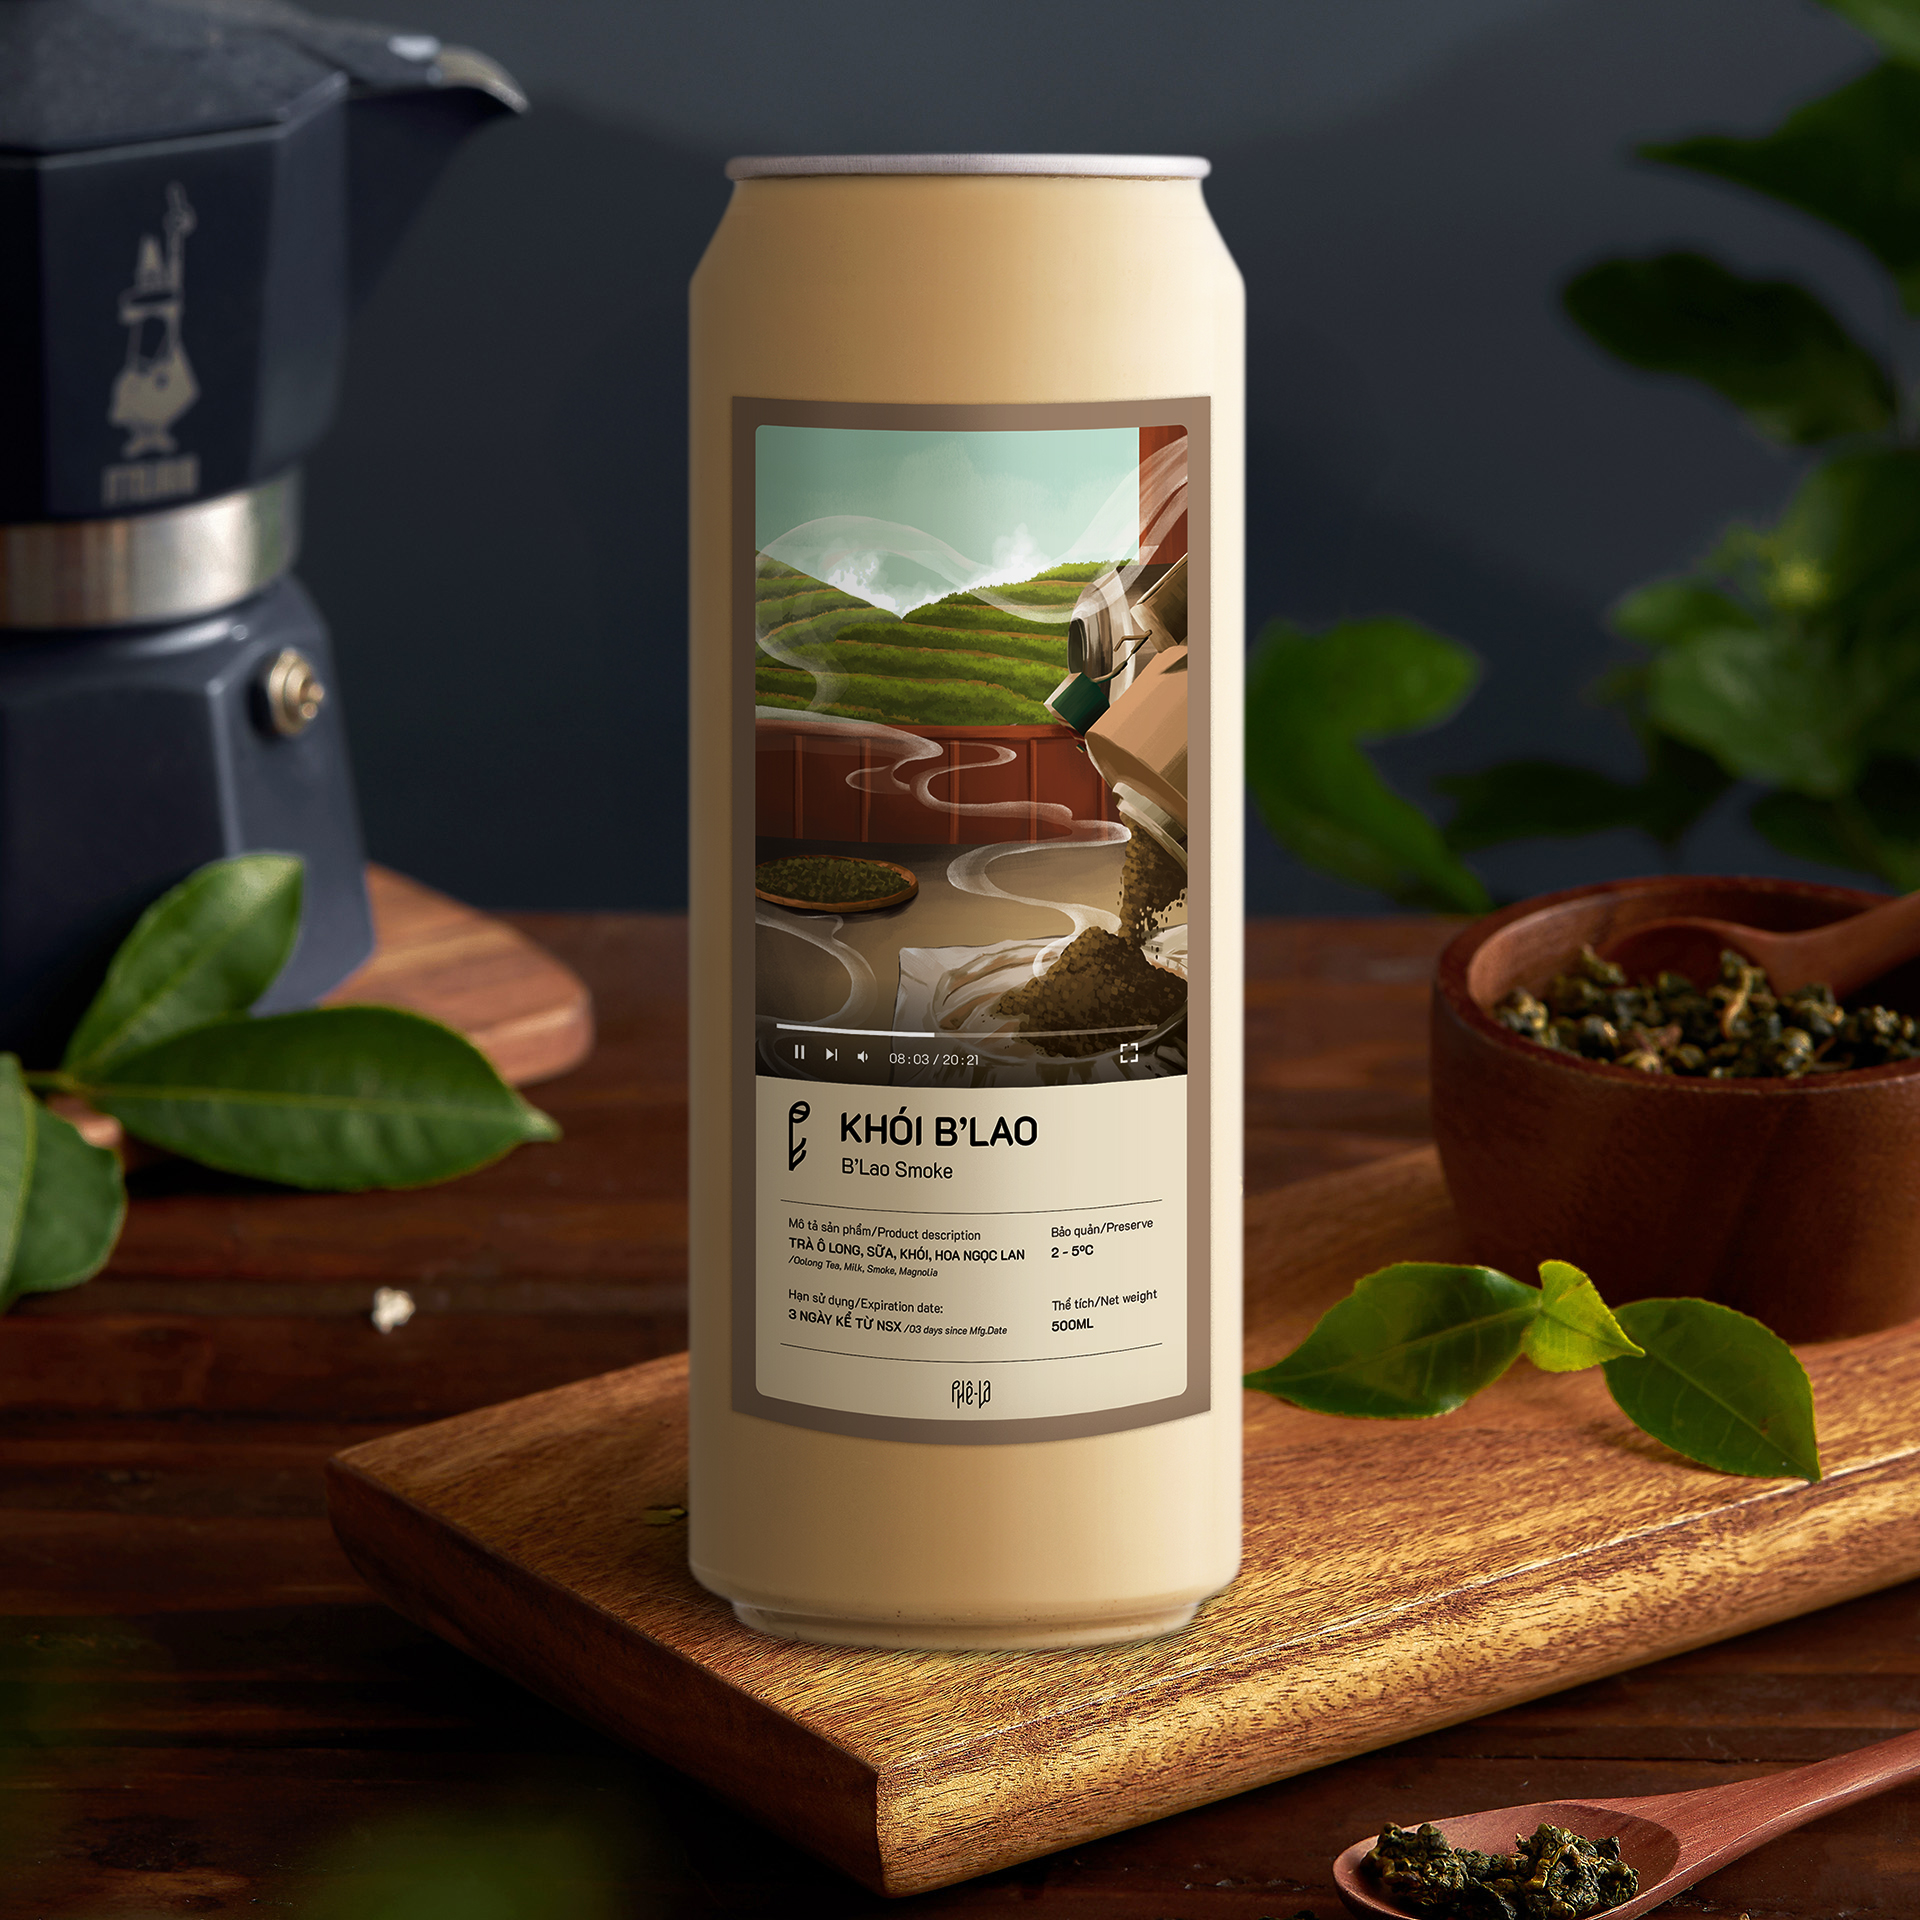 08:03 / 20:21
KHÓI B'LAO
B'Lao Smoke
Mô tả sản phẩm/Product description
TRÀ Ô LONG, SỮA, KHÓI, HOA NGỌC LAN
/Oolong Tea, Milk, Smoke, Magnolia
Bảo quản/Preserve
2 - 5ºC
Hạn sử dụng/Expiration date:
3 NGÀY KỂ TỪ NSX /03 days since Mfg.Date
Thể tích/Net weight
500ML
PHÊ-LA